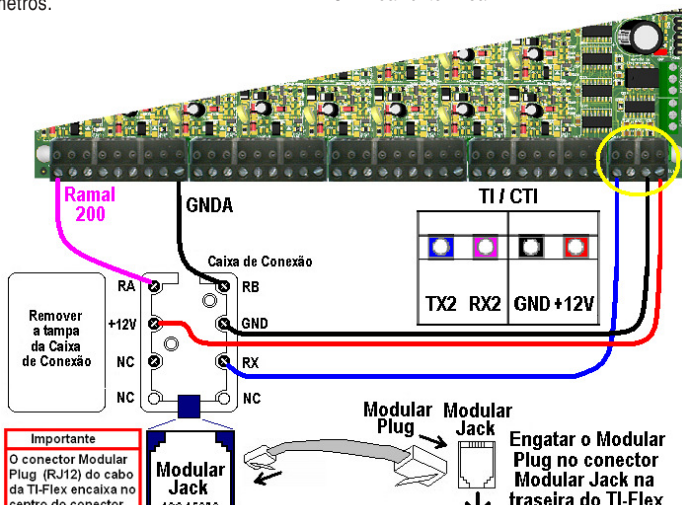 metros.
Ramal
200
GNDA
TI / CTI
TX2 RX2 GND +12V
Caixa de Conexão
RA
RB
+12V
GND
NC
RX
NC
NC
Remover
a tampa
da Caixa
de Conexão
Importante
O conector Modular
Plug (RJ12) do cabo
da TI-Flex encaixa no
centro do conector
Modular
Jack
Modular
Plug
Modular
Jack
Engatar o Modular
Plug no conector
Modular Jack na
traseira do TI-Flex